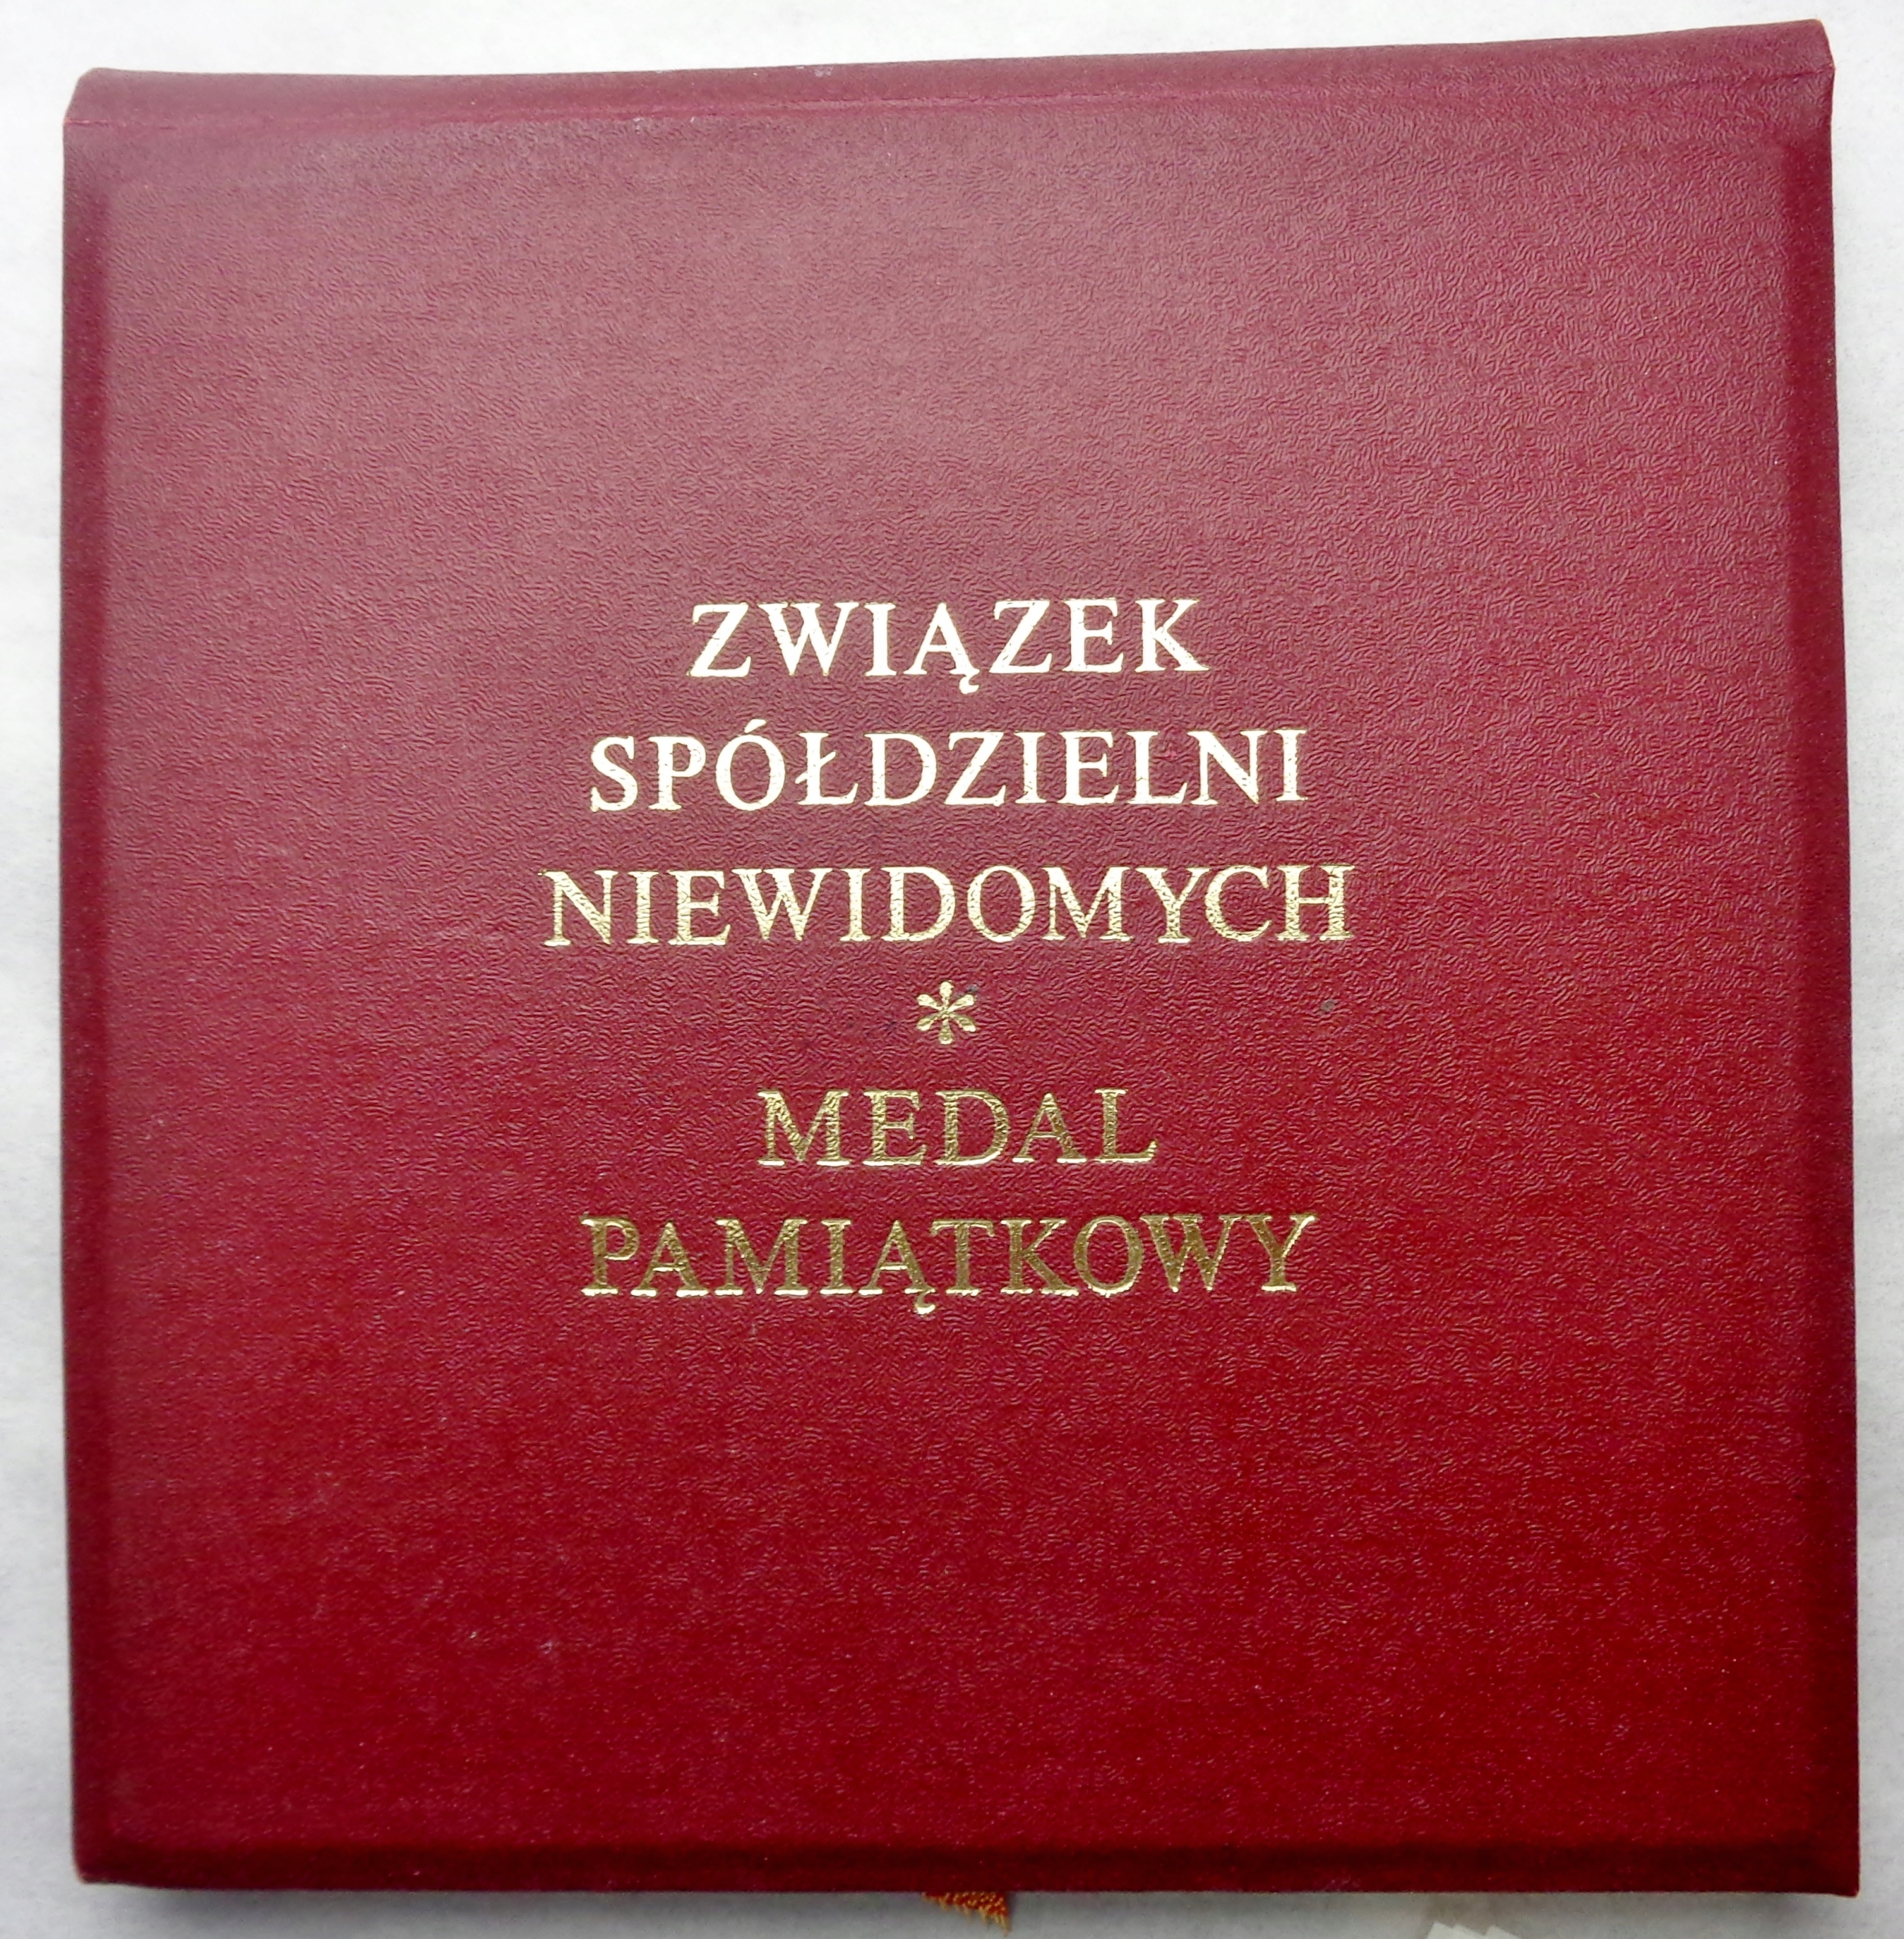 ZWIĄZEK
SPÓŁDZIELNI
NIEWIDOMYCH
*
MEDAL
PAMIĄTKOWY